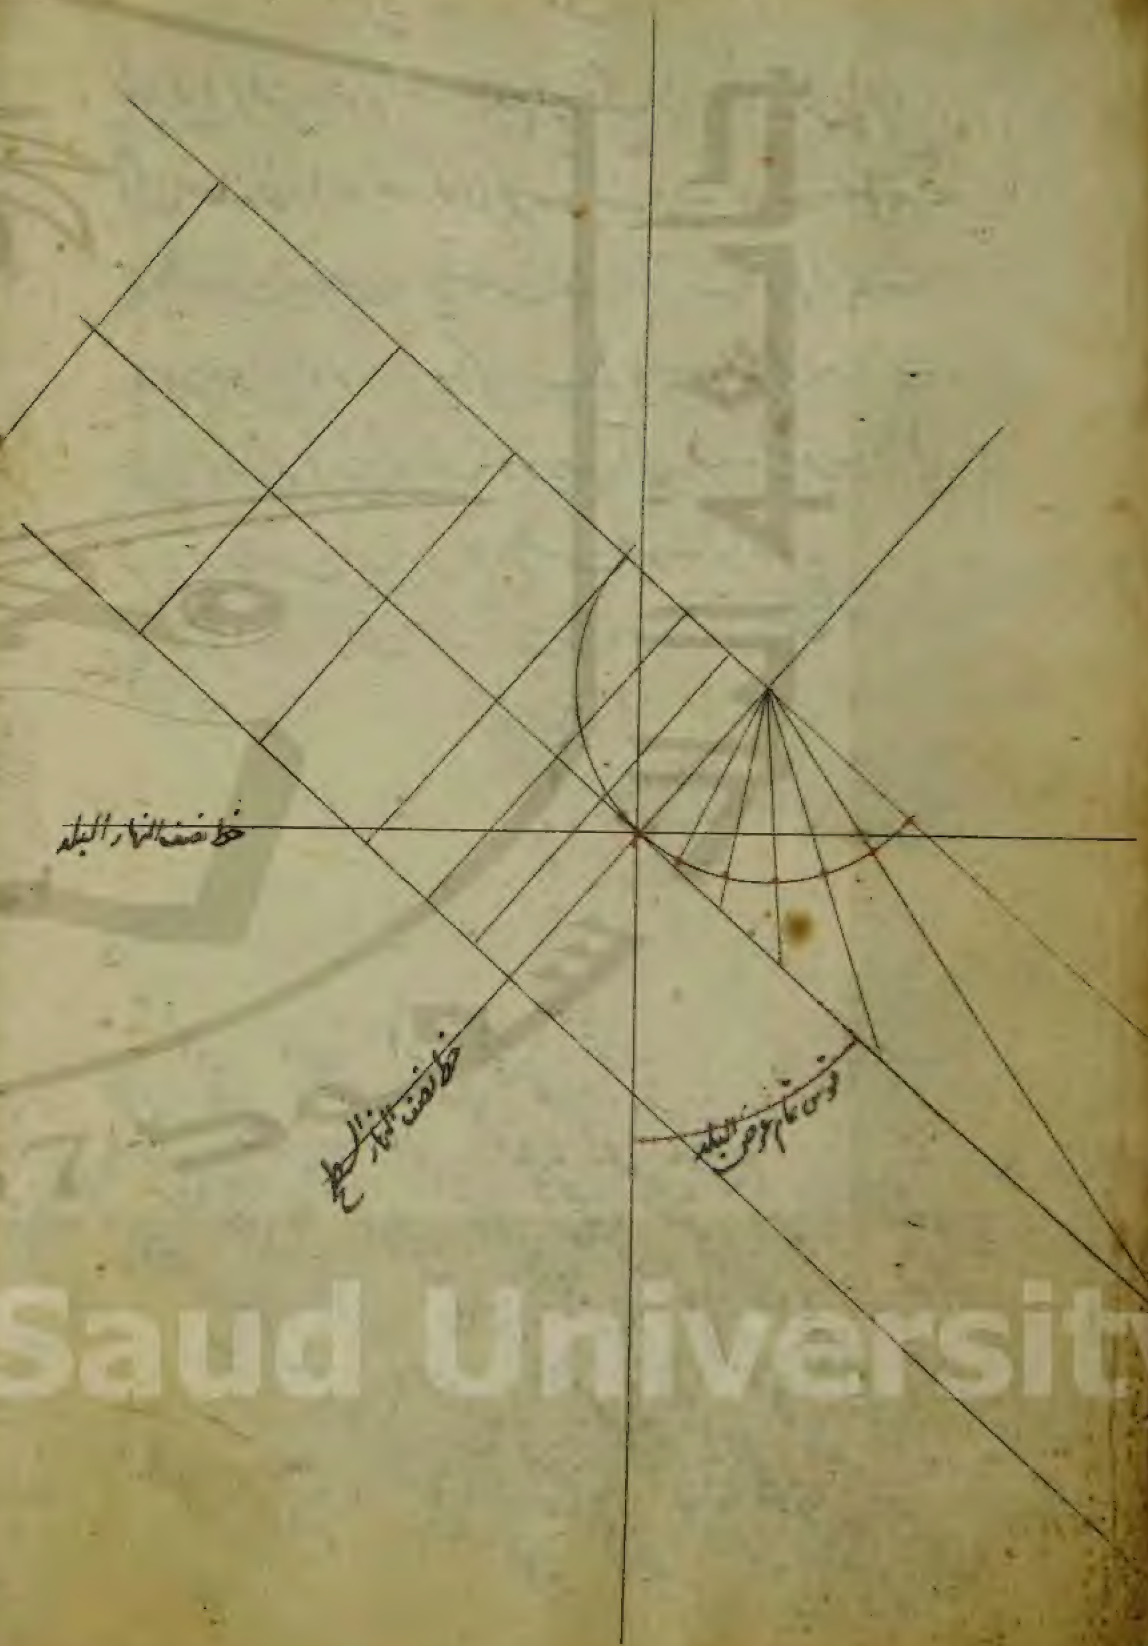 خط نصف النهار البلد
خط نصف النهار السطح
قوس تمام عرض البلد
Saud University